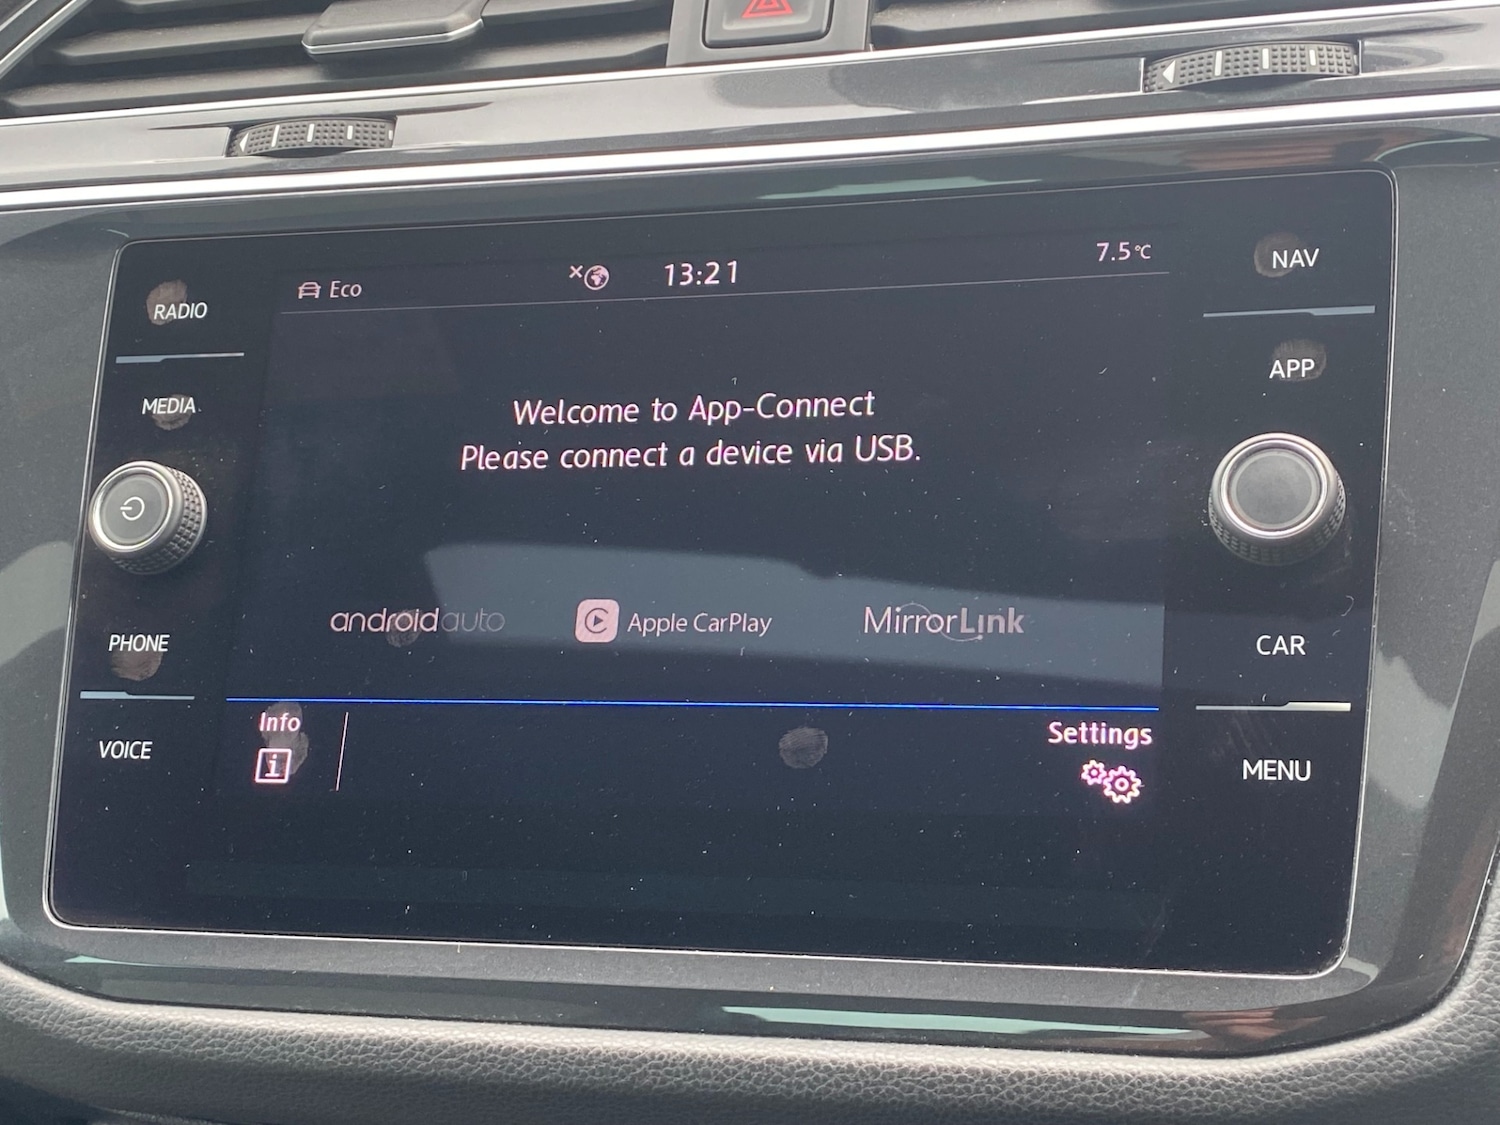 Eco 13:21 7.5°C
RADIO
MEDIA
PHONE
VOICE
Welcome to App-Connect
Please connect a device via USB.
androidauto Apple CarPlay MirrorLink
Info
i
Settings
NAV
APP
CAR
MENU